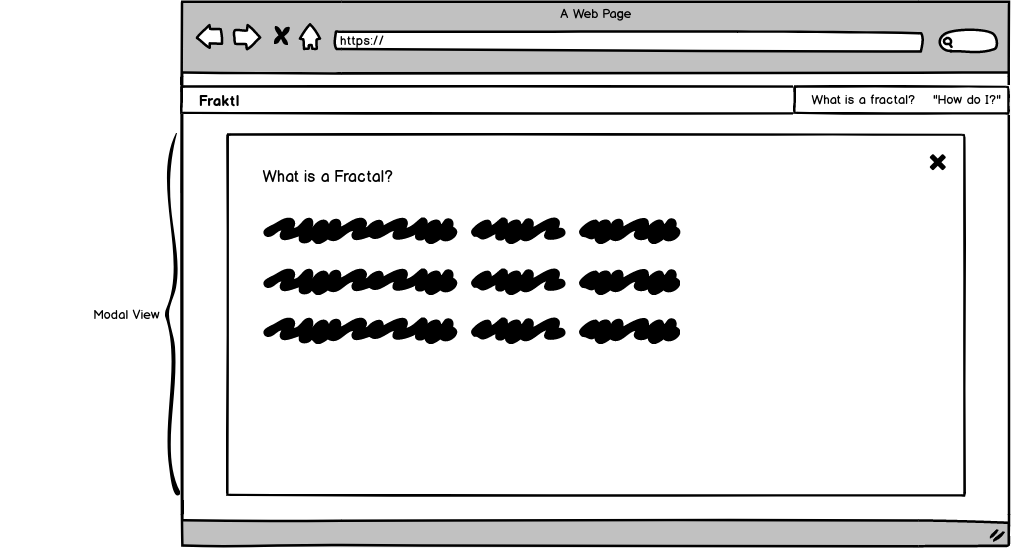 A Web Page
https://
Fraktl
What is a fractal? "How do I?"
What is a Fractal?
Modal View